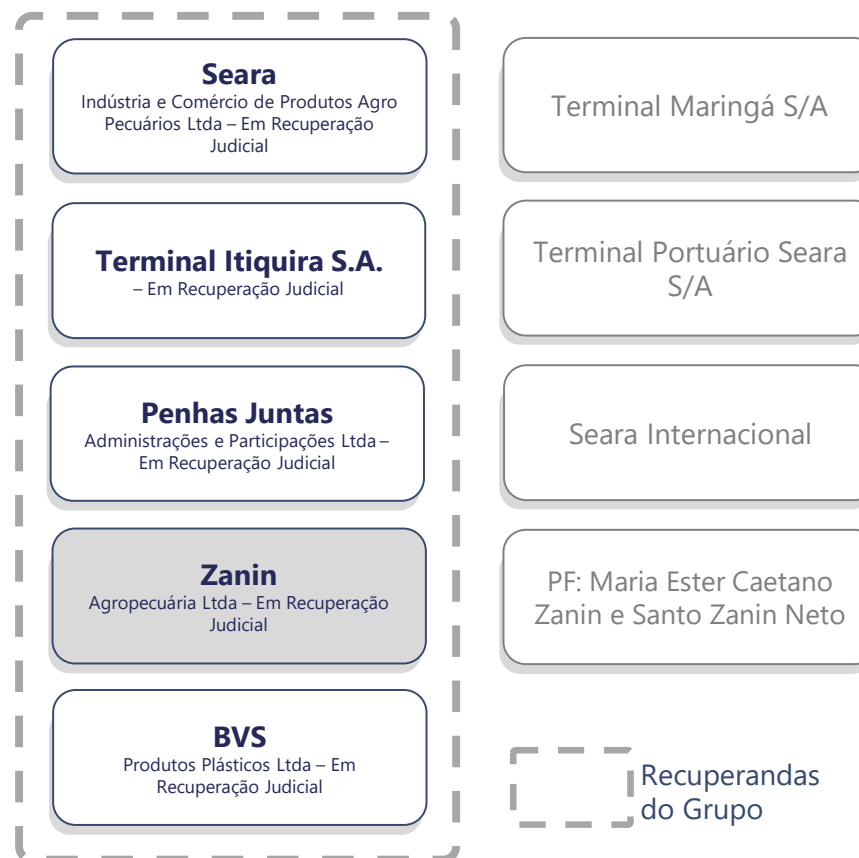 Seara
Indústria e Comércio de Produtos Agro
Pecuários Ltda – Em Recuperação
Judicial
Terminal Itiquira S.A.
– Em Recuperação Judicial
Penhas Juntas
Administrações e Participações Ltda –
Em Recuperação Judicial
Zanin
Agropecuária Ltda – Em Recuperação
Judicial
BVS
Produtos Plásticos Ltda – Em
Recuperação Judicial
Terminal Maringá S/A
Terminal Portuário Seara
S/A
Seara Internacional
PF: Maria Ester Caetano
Zanin e Santo Zanin Neto
Recuperandas
do Grupo